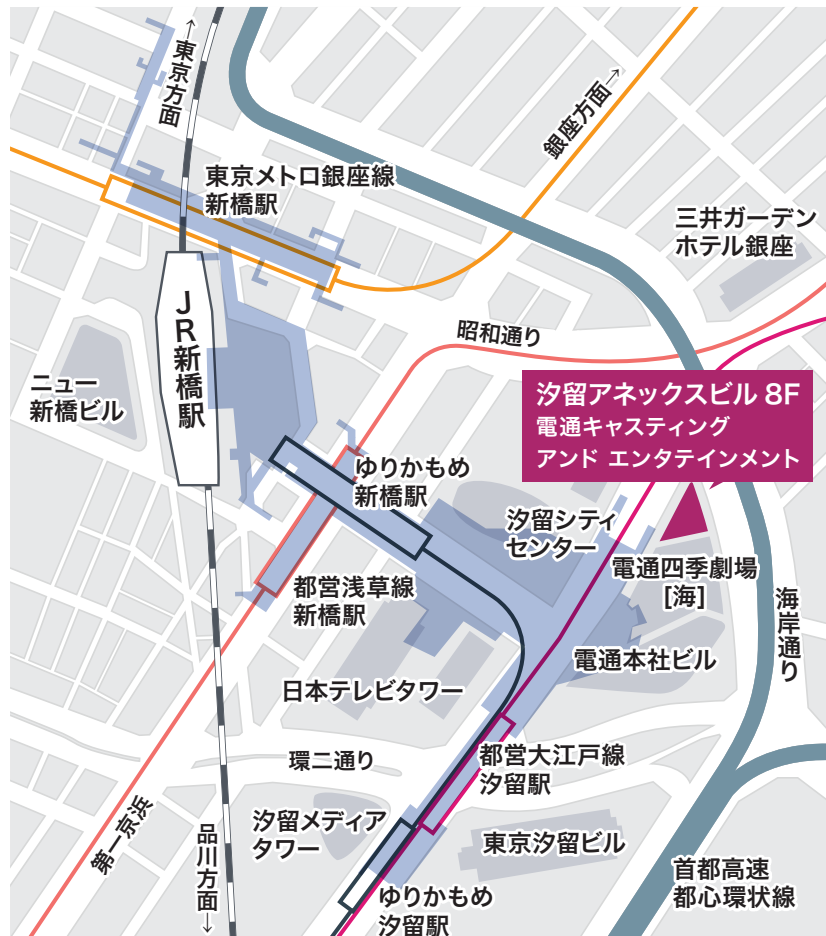 ←東京方面
銀座方面→
東京メトロ銀座線
新橋駅
三井ガーデン
ホテル銀座
JR新橋駅
昭和通り
ニュー
新橋ビル
汐留アネックスビル 8F
電通キャスティング
アンド エンタテインメント
ゆりかもめ
新橋駅
汐留シティ
センター
電通四季劇場
[海]
都営浅草線
新橋駅
海岸通り
電通本社ビル
日本テレビタワー
環二通り
都営大江戸線
汐留駅
第一京浜
汐留メディア
タワー
東京汐留ビル
品川方面→
首都高速
都心環状線
ゆりかもめ
汐留駅